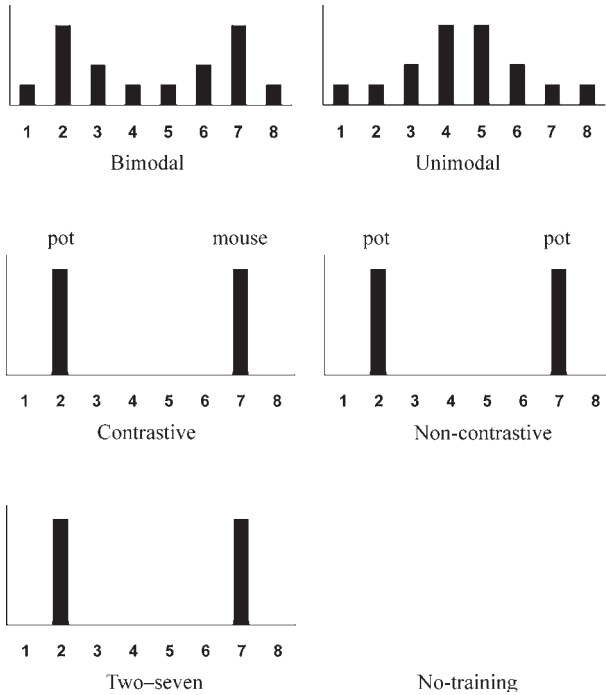 1 2 3 4 5 6 7 8
Bimodal
1 2 3 4 5 6 7 8
Unimodal
pot mouse
1 2 3 4 5 6 7 8
Contrastive
pot pot
1 2 3 4 5 6 7 8
Non-contrastive
1 2 3 4 5 6 7 8
Two–seven
No-training